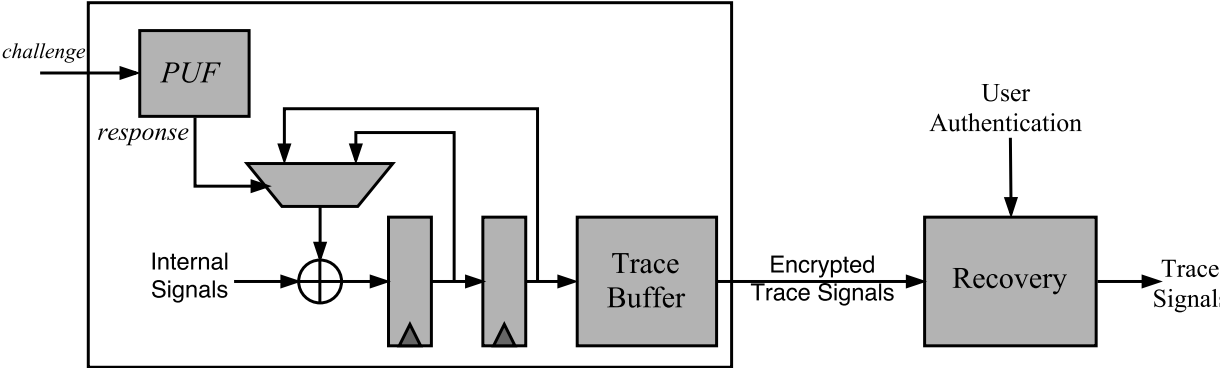 challenge
PUF
response
User
Authentication
Internal
Signals
Trace
Buffer
Encrypted
Trace Signals
Recovery
Trace
Signals